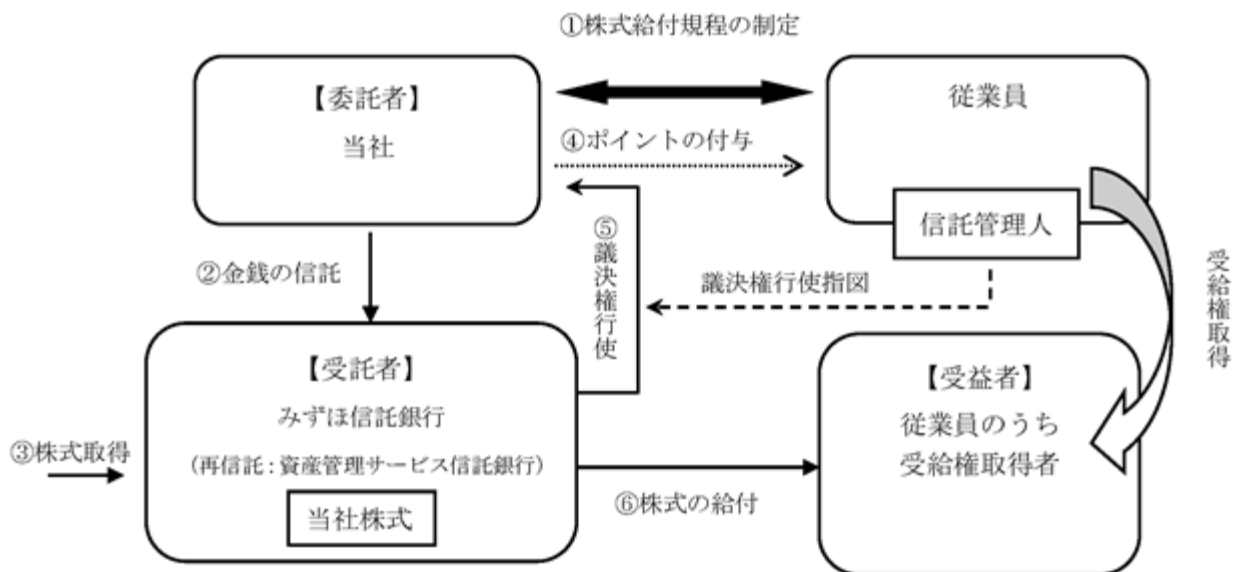 ①株式給付規程の制定
【委託者】
当社
従業員
④ポイントの付与
信託管理人
②金銭の信託
⑤議決権行使
議決権行使指図
受給権取得
【受託者】
みずほ信託銀行
(再信託：資産管理サービス信託銀行)
当社株式
③株式取得
⑥株式の給付
【受益者】
従業員のうち
受給権取得者